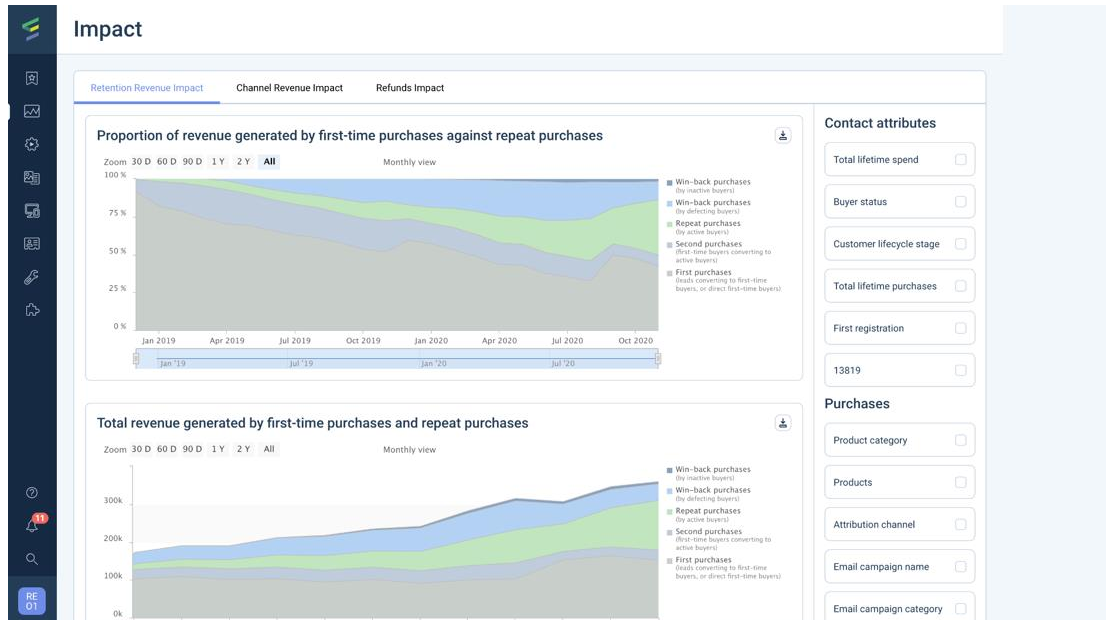 Impact
Retention Revenue Impact
Channel Revenue Impact
Refunds Impact
Proportion of revenue generated by first-time purchases against repeat purchases
Zoom 30 D 60 D 90 D 1 Y 2 Y All
Monthly view
100 %
75 %
50 %
25 %
0 %
Jan 2019
Apr 2019
Jul 2019
Oct 2019
Jan 2020
Apr 2020
Jul 2020
Oct 2020
Jan '19
Jul '19
Jan '20
Jul '20
Win-back purchases
(by inactive buyers)
Win-back purchases
(by defecting buyers)
Repeat purchases
(by active buyers)
Second purchases
(first-time buyers converting to
active buyers)
First purchases
(leads converting to first-time
buyers, or direct first-time buyers)
Total revenue generated by first-time purchases and repeat purchases
Zoom 30 D 60 D 90 D 1 Y 2 Y All
Monthly view
300k
200k
100k
0k
Win-back purchases
(by inactive buyers)
Win-back purchases
(by defecting buyers)
Repeat purchases
(by active buyers)
Second purchases
(first-time buyers converting to
active buyers)
First purchases
(leads converting to first-time
buyers, or direct first-time buyers)
Contact attributes
Total lifetime spend
Buyer status
Customer lifecycle stage
Total lifetime purchases
First registration
13819
Purchases
Product category
Products
Attribution channel
Email campaign name
Email campaign category
11
RE
O1